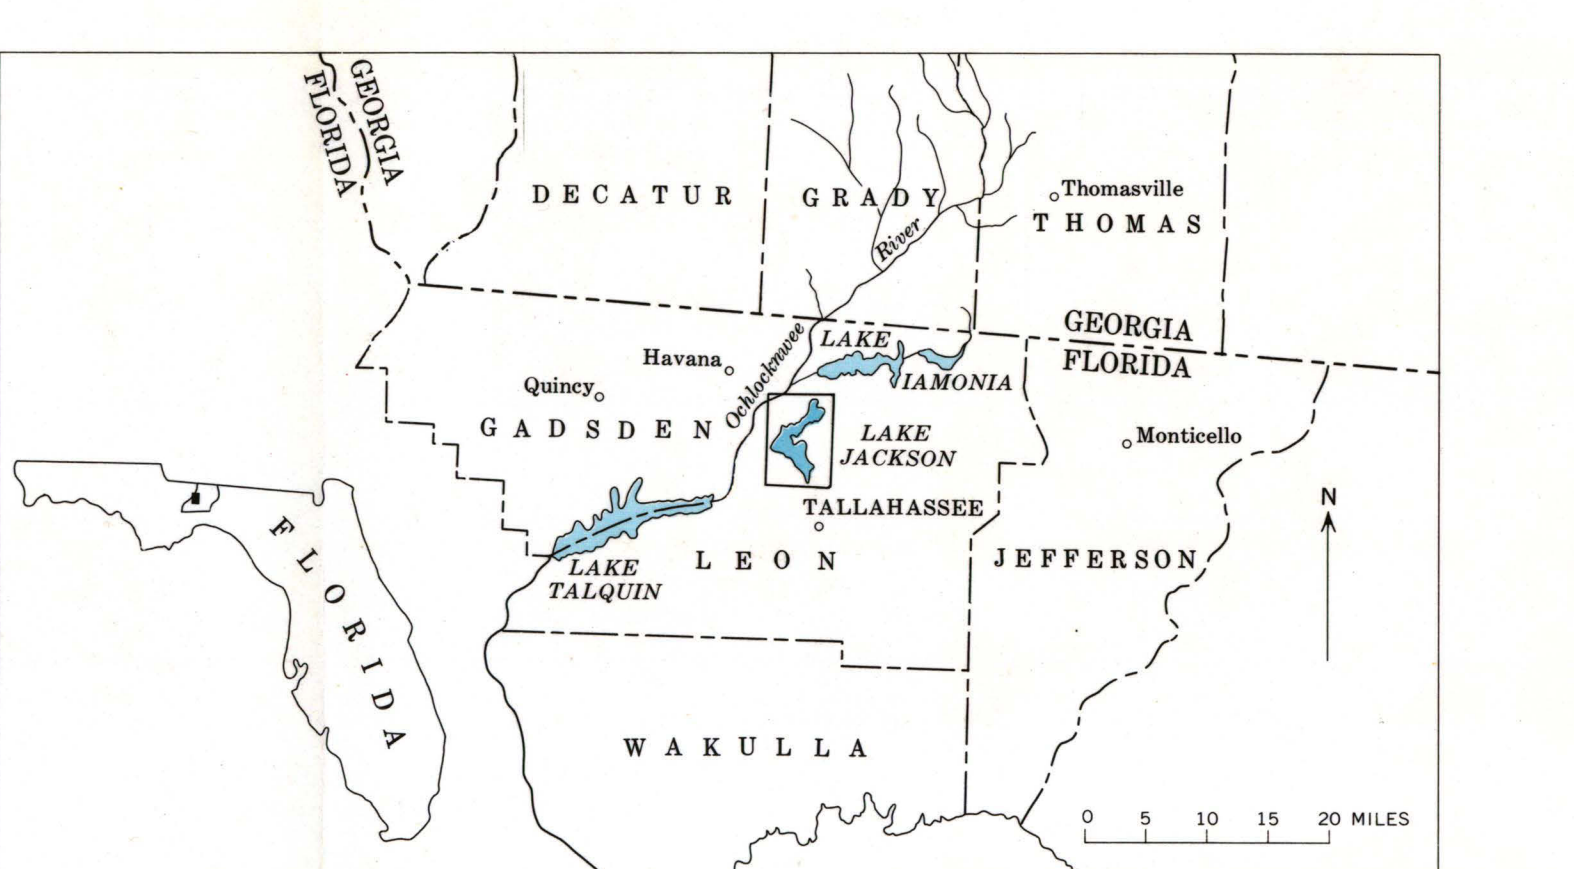 GEORGIA
FLORIDA
DECATUR
GRADY
Thomasville
THOMAS
River
GEORGIA
FLORIDA
Ochlocknwee
LAKE
IAMONIA
Havana
Quincy
GADSDEN
LAKE
JACKSON
Monticello
TALLAHASSEE
N
LEON
JEFFERSON
LAKE
TALQUIN
FLORIDA
WAKULLA
0 5 10 15 20 MILES